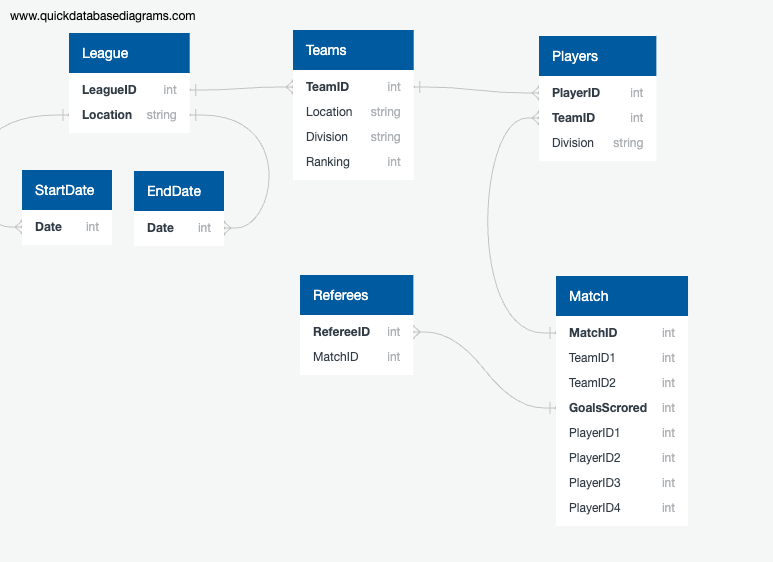 www.quickdatabasediagrams.com
League
LeagueID int
Location string
Teams
TeamID int
Location string
Division string
Ranking int
Players
PlayerID int
TeamID int
Division string
StartDate
Date int
EndDate
Date int
Referees
RefereeID int
MatchID int
Match
MatchID int
TeamID1 int
TeamID2 int
GoalsScrored int
PlayerID1 int
PlayerID2 int
PlayerID3 int
PlayerID4 int